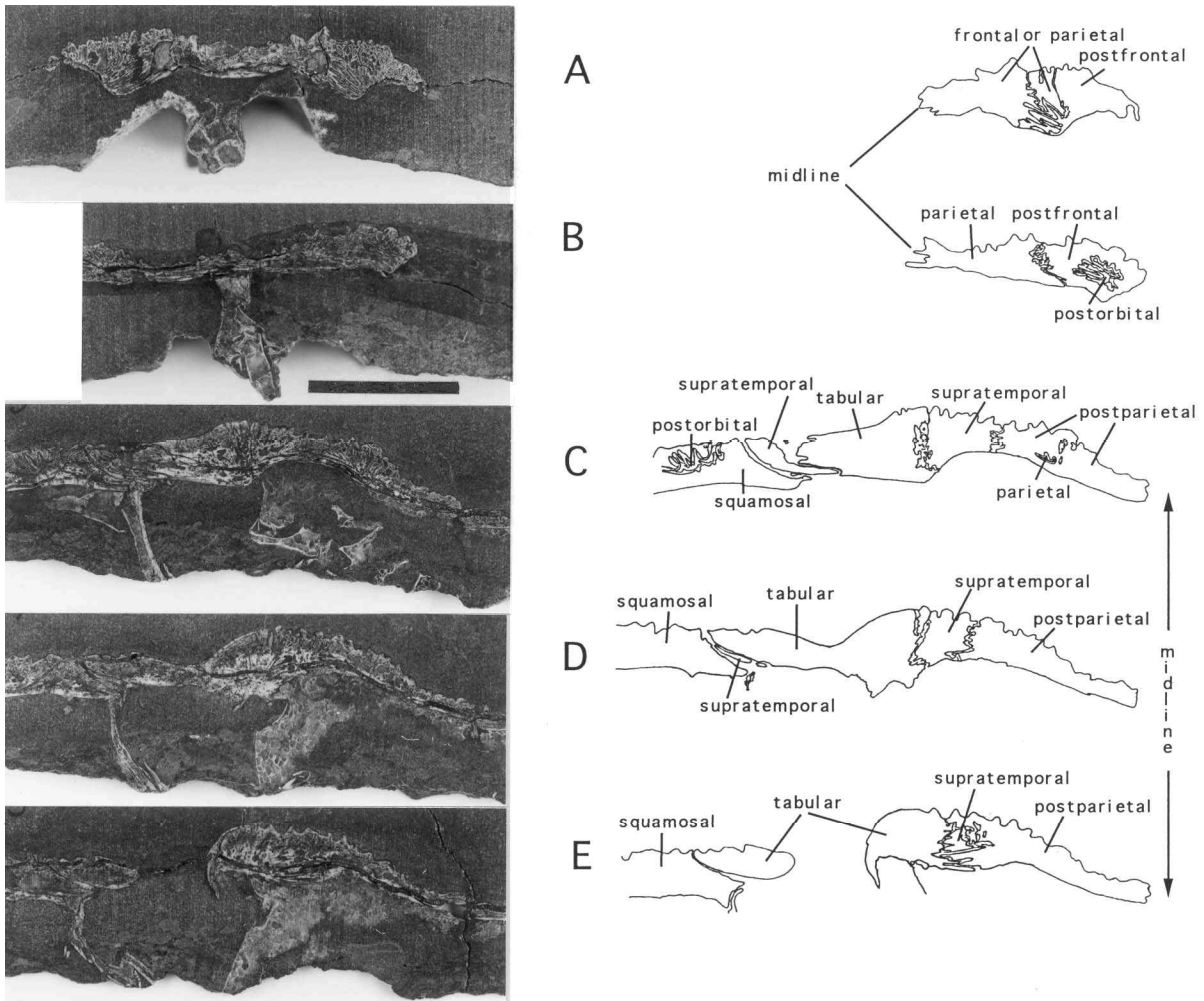 A
frontal or parietal
postfrontal
midline
B
parietal
postfrontal
postorbital
C
supratemporal
tabular
supratemporal
postorbital
postparietal
squamosal
parietal
D
supratemporal
squamosal
tabular
postparietal
supratemporal
midline
E
supratemporal
tabular
postparietal
squamosal